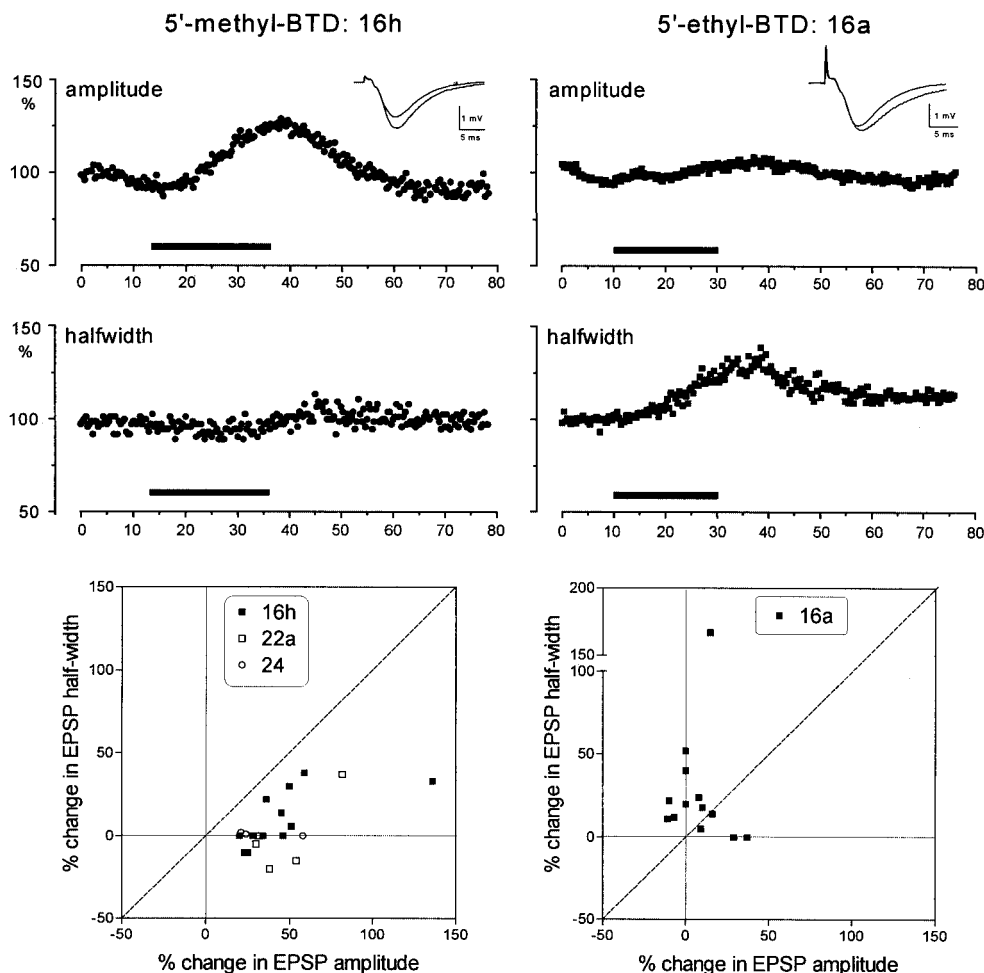 5'-methyl-BTD: 16h
5'-ethyl-BTD: 16a
150
%
100
50
amplitude
1 mV
5 ms
0 10 20 30 40 50 60 70 80
amplitude
1 mV
5 ms
0 10 20 30 40 50 60 70 80
150
%
100
50
halfwidth
0 10 20 30 40 50 60 70 80
halfwidth
0 10 20 30 40 50 60 70 80
% change in EPSP half-width
150
100
50
0
-50
16h
22a
24
-50 0 50 100 150
% change in EPSP amplitude
% change in EPSP half-width
200
150
100
50
0
-50
16a
-50 0 50 100 150
% change in EPSP amplitude